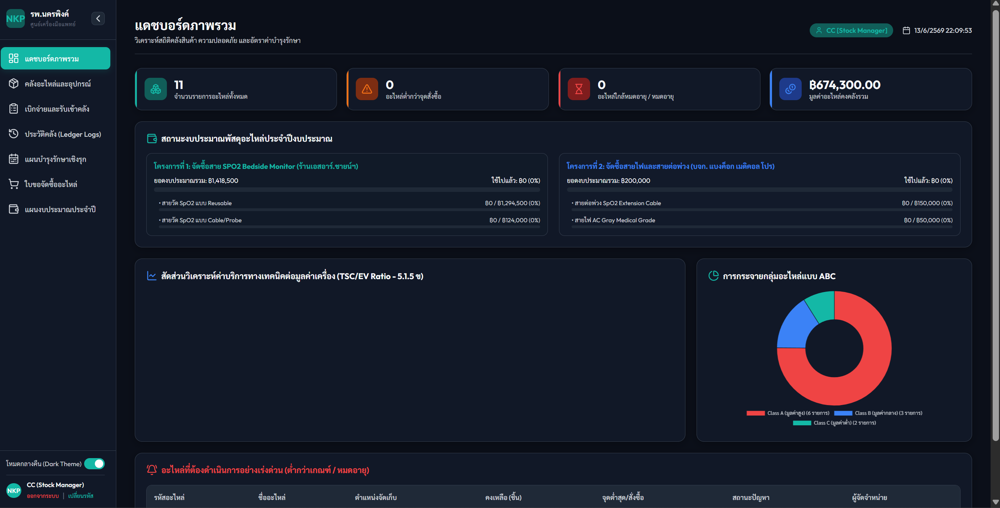 NKP
รพ.นครพิงค์
ศูนย์เครื่องมือแพทย์
แดชบอร์ดภาพรวม
คลังอะไหล่และอุปกรณ์
เบิกจ่ายและรับเข้าคลัง
ประวัติคลัง (Ledger Logs)
แผนบำรุงรักษาเชิงรุก
ใบขอจัดซื้ออะไหล่
แผนงบประมาณประจำปี
โหมดกลางคืน (Dark Theme)
NKP
CC (Stock Manager)
ออกจากระบบ | เปลี่ยนรหัส
แดชบอร์ดภาพรวม
วิเคราะห์สถิติคลังสินค้า ความปลอดภัย และอัตราค่าบำรุงรักษา
CC [Stock Manager]
13/6/2569 22:09:53
11
จำนวนรายการอะไหล่ทั้งหมด
0
อะไหล่ต่ำกว่าจุดสั่งซื้อ
0
อะไหล่ใกล้หมดอายุ / หมดอายุ
฿674,300.00
มูลค่าอะไหล่คงคลังรวม
สถานะงบประมาณพัสดุอะไหล่ประจำปีงบประมาณ
โครงการที่ 1: จัดซื้อสาย SPO2 Bedside Monitor (ร้านเอสอาร์.ชายน์ฯ)
ยอดงบประมาณรวม: ฿1,418,500
ใช้ไปแล้ว: ฿0 (0%)
• สายวัด SpO2 แบบ Reusable
฿0 / ฿1,294,500 (0%)
• สายวัด SpO2 แบบ Cable/Probe
฿0 / ฿124,000 (0%)
โครงการที่ 2: จัดซื้อสายไฟและสายต่อพ่วง (บจก. แบงค็อก เมดิคอล โปร)
ยอดงบประมาณรวม: ฿200,000
ใช้ไปแล้ว: ฿0 (0%)
• สายต่อพ่วง SpO2 Extension Cable
฿0 / ฿150,000 (0%)
• สายไฟ AC Gray Medical Grade
฿0 / ฿50,000 (0%)
สัดส่วนวิเคราะห์ค่าบริการทางเทคนิคต่อมูลค่าเครื่อง (TSC/EV Ratio - 5.1.5 ข)
การกระจายกลุ่มอะไหล่แบบ ABC
Class A (มูลค่าสูง) (6 รายการ)
Class B (มูลค่ากลาง) (3 รายการ)
Class C (มูลค่าต่ำ) (2 รายการ)
อะไหล่ที่ต้องดำเนินการอย่างเร่งด่วน (ต่ำกว่าเกณฑ์ / หมดอายุ)
รหัสอะไหล่
ชื่ออะไหล่
ตำแหน่งจัดเก็บ
คงเหลือ (ชิ้น)
จุดต่ำสุด/สั่งซื้อ
สถานะปัญหา
ผู้จัดจำหน่าย